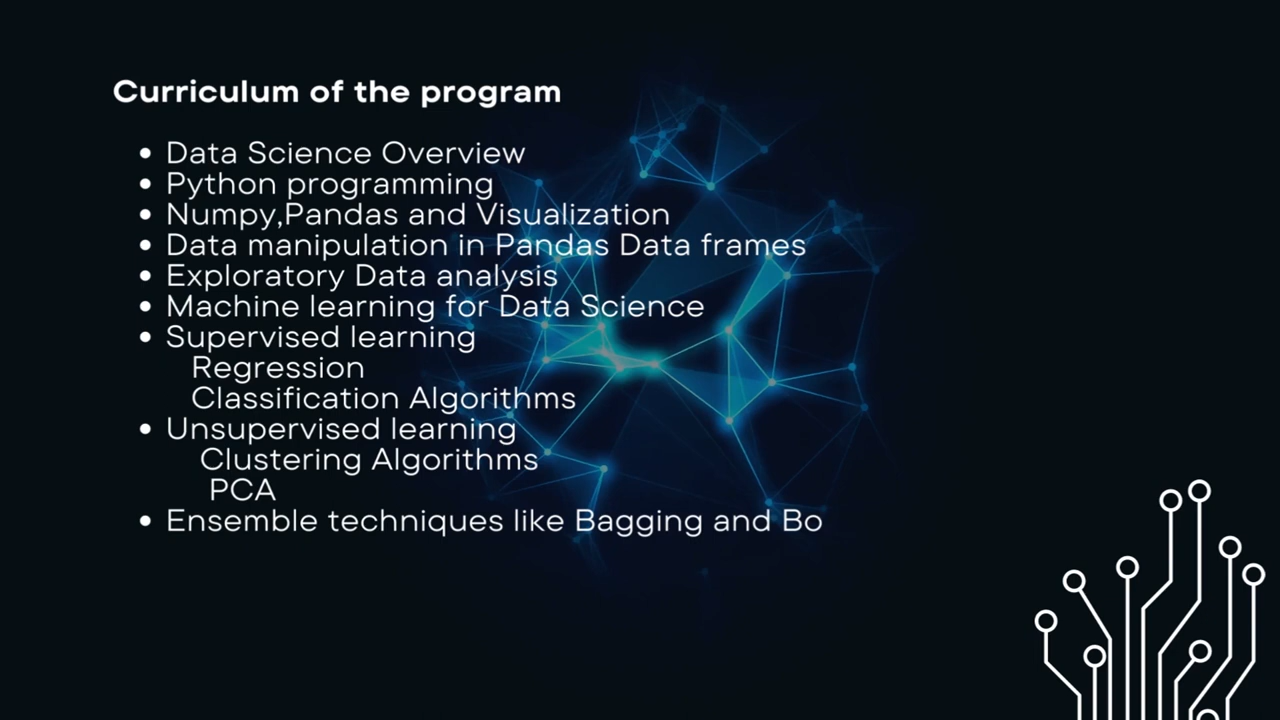 Curriculum of the program
• Data Science Overview
• Python programming
• Numpy,Pandas and Visualization
• Data manipulation in Pandas Data frames
• Exploratory Data analysis
• Machine learning for Data Science
• Supervised learning
Regression
Classification Algorithms
• Unsupervised learning
Clustering Algorithms
PCA
• Ensemble techniques like Bagging and Bo